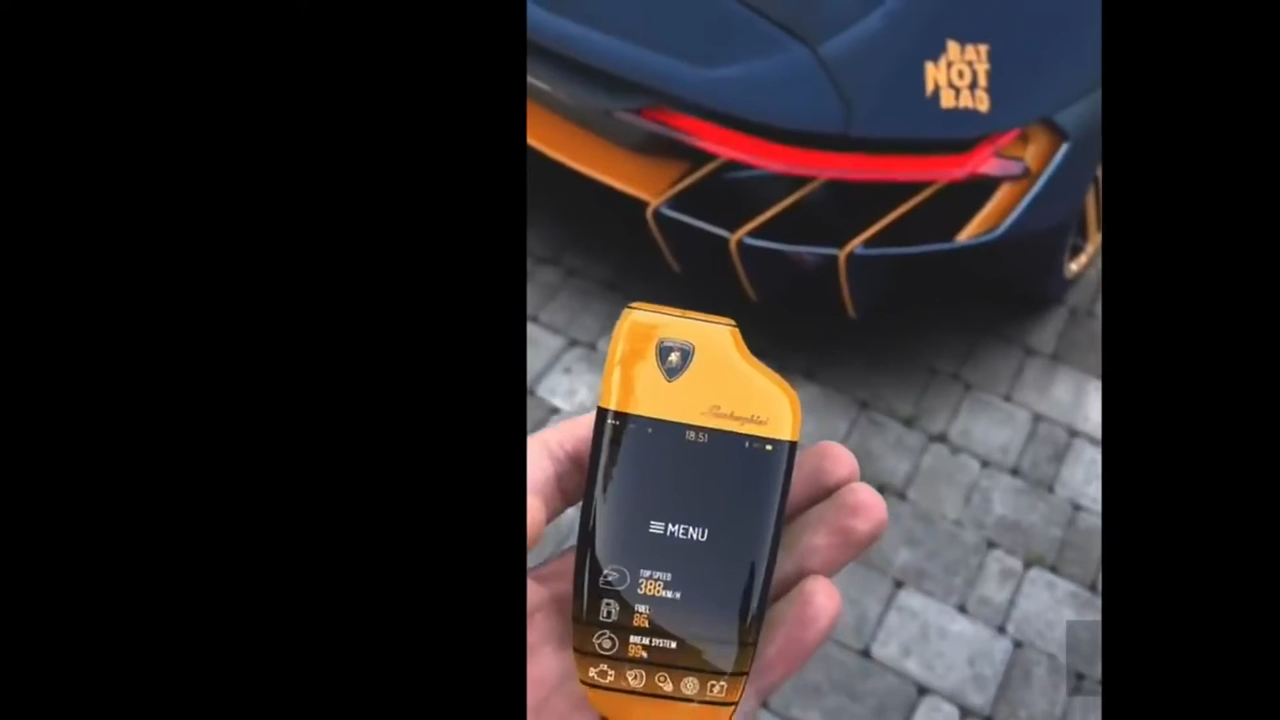 BAT
NOT
BAD
Lamborghini
18.51
MENU
TOP SPEED
388KM/H
FUEL
86L
BREAK SYSTEM
99%